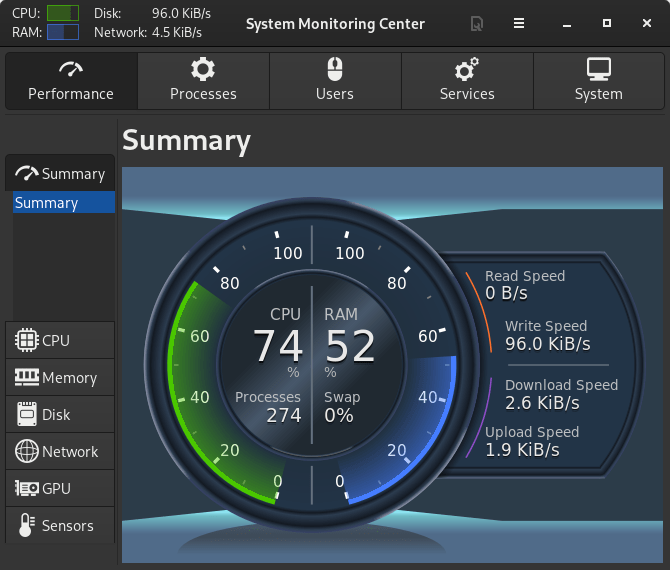 CPU: Disk: 96.0 KiB/s
RAM: Network: 4.5 KiB/s
System Monitoring Center
Performance
Processes
Users
Services
System
Summary
Summary
Summary
CPU
Memory
Disk
Network
GPU
Sensors
100 100
80 80
60 60
40 40
20 20
0 0
CPU RAM
74 52
% %
Processes Swap
274 0%
Read Speed
0 B/s
Write Speed
96.0 KiB/s
Download Speed
2.6 KiB/s
Upload Speed
1.9 KiB/s